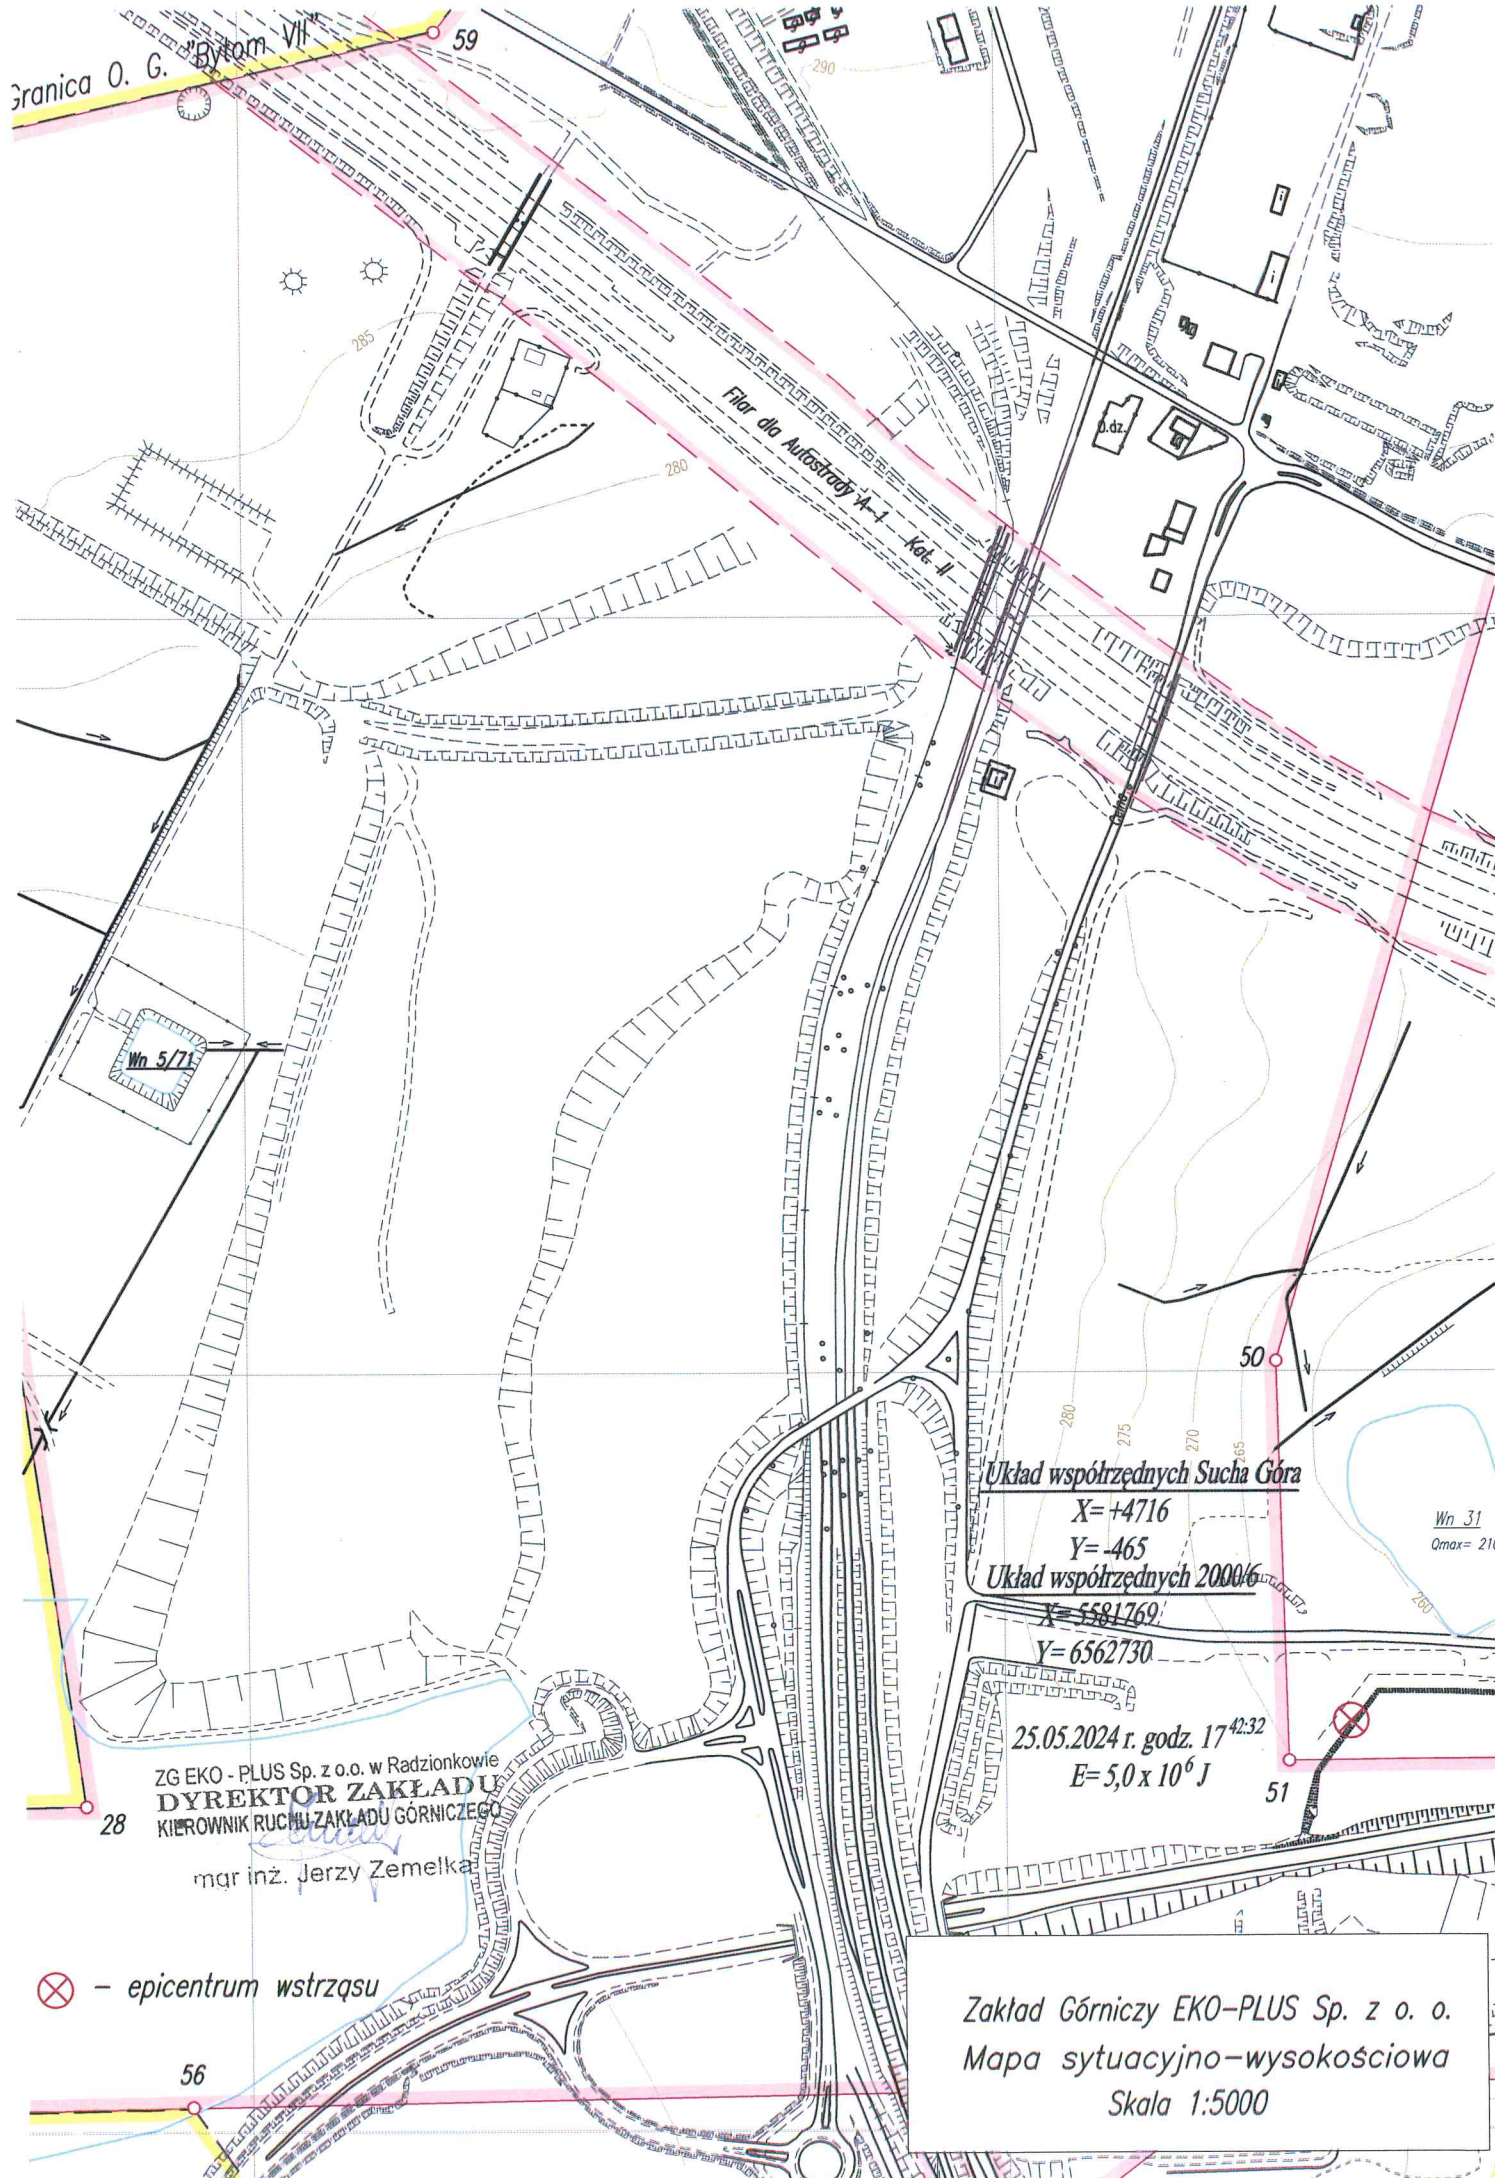 Granica O. G. "Bytom VII"
59
290
285
280
Filar dla Autostrady A-1
Kat. II
O.dz.
Wn 5/71
50
280
275
270
265
260
Układ współrzędnych Sucha Góra
X= +4716
Y= -465
Układ współrzędnych 2000/6
X= 5581769
Y= 6562730
Wn 31
Qmax= 210
25.05.2024 r. godz. 17 42:32
E= 5,0 x 10⁶ J
51
28
ZG EKO - PLUS Sp. z o.o. w Radzionkowie
DYREKTOR ZAKŁADU
KIEROWNIK RUCHU ZAKŁADU GÓRNICZEGO
mgr inż. Jerzy Zemelka
– epicentrum wstrząsu
56
Zakład Górniczy EKO–PLUS Sp. z o. o.
Mapa sytuacyjno–wysokościowa
Skala 1:5000